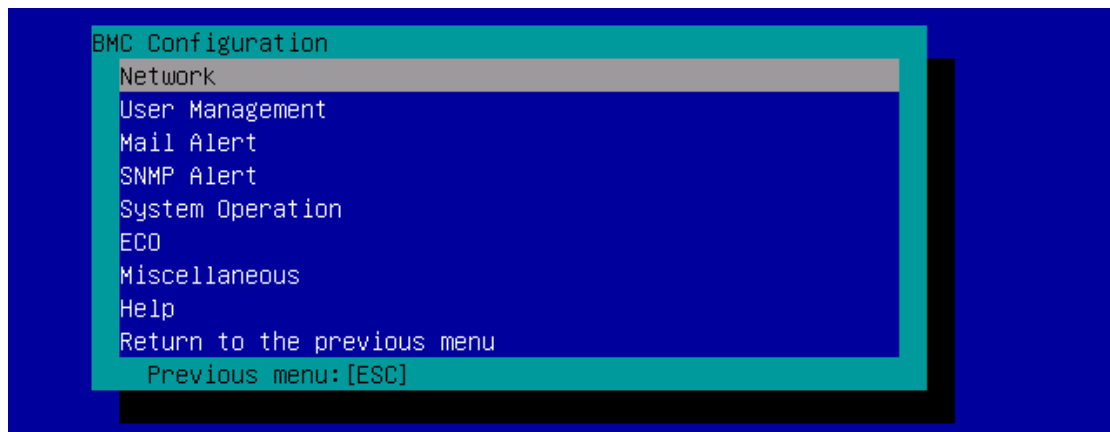 BMC Configuration
Network
User Management
Mail Alert
SNMP Alert
System Operation
ECO
Miscellaneous
Help
Return to the previous menu
Previous menu:[ESC]